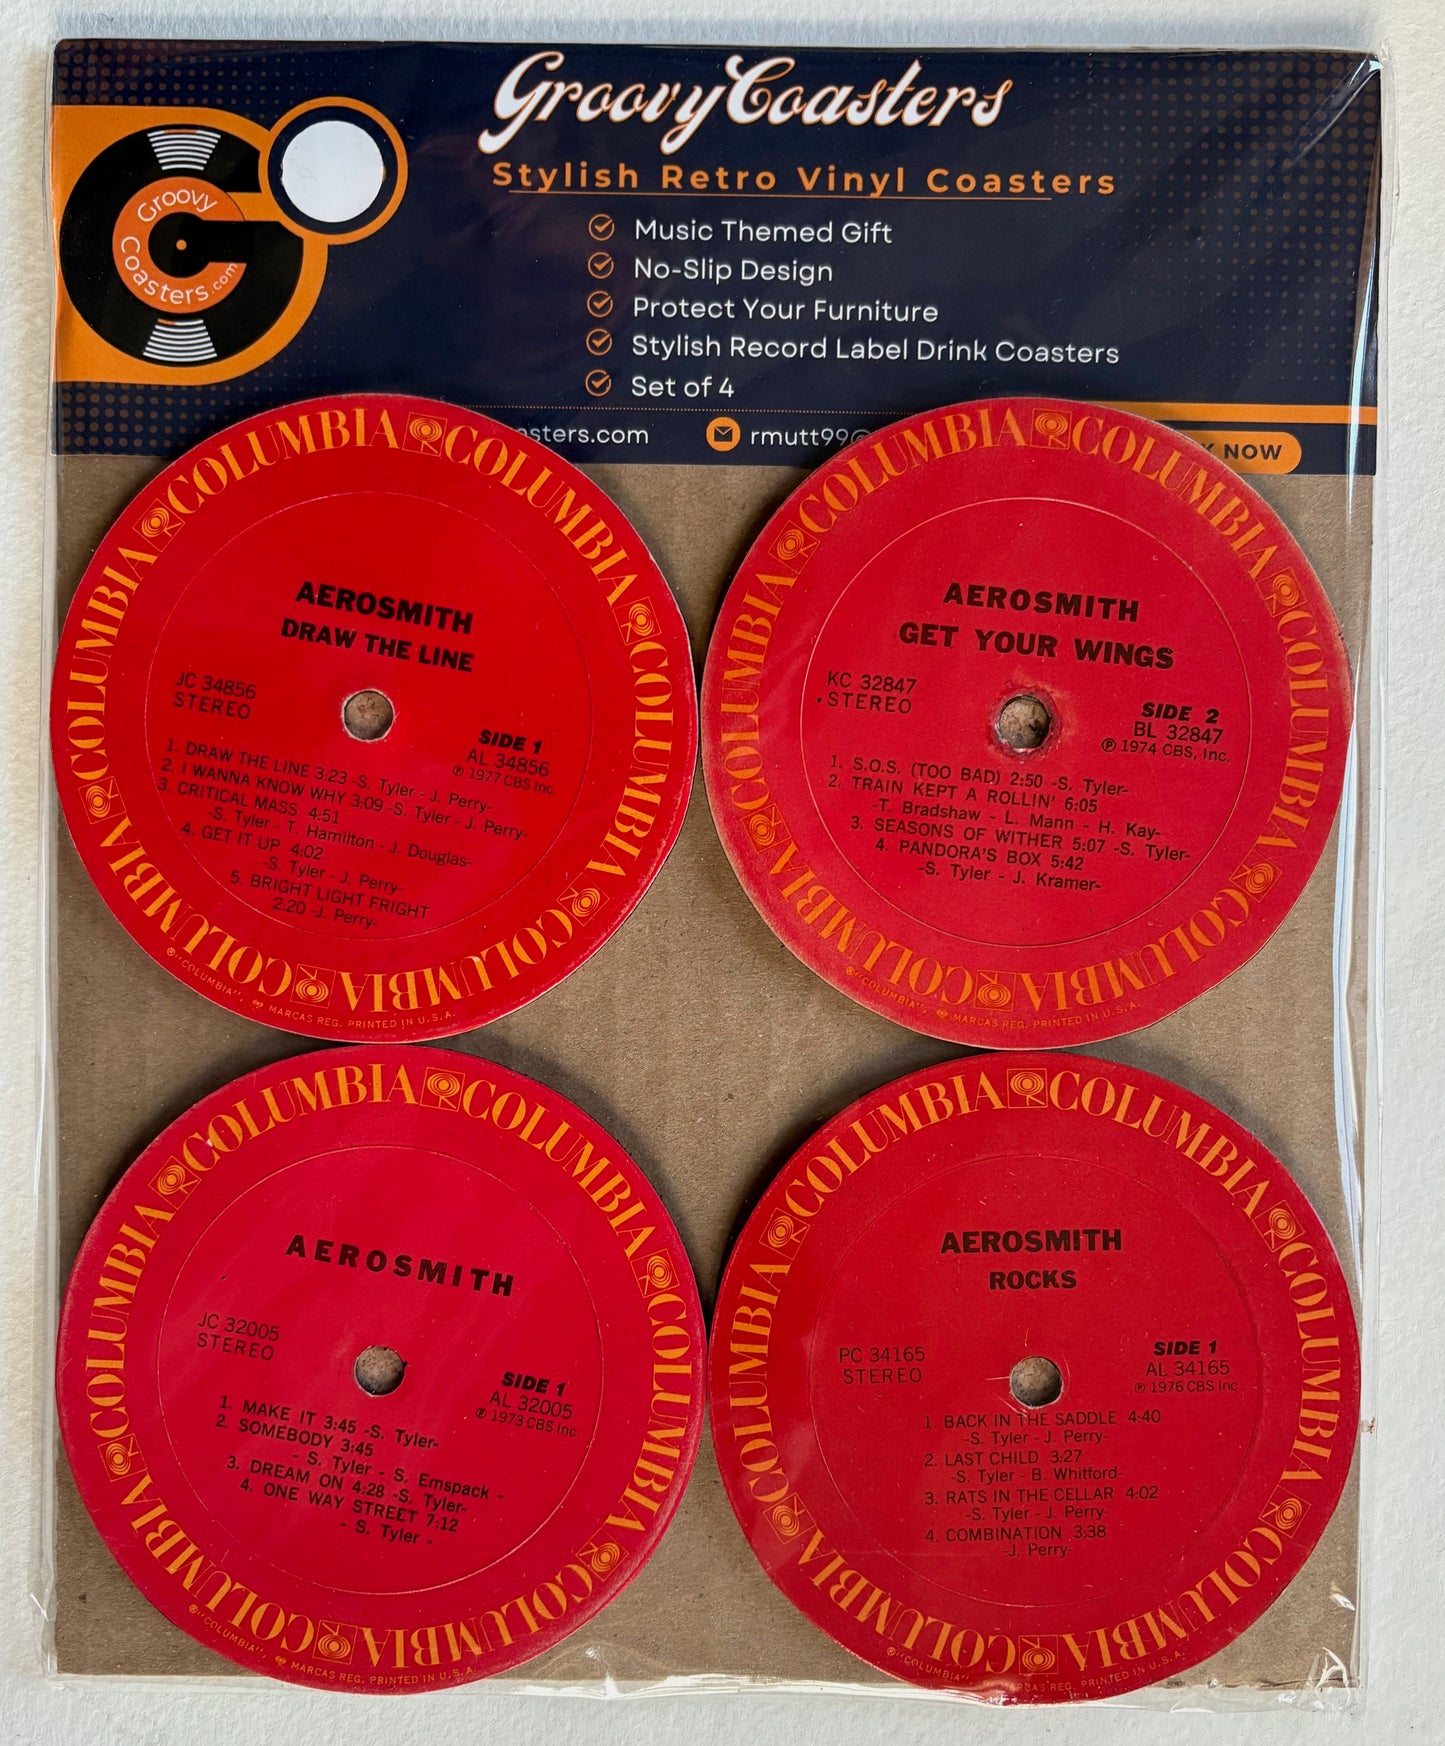 GroovyCoasters
Stylish Retro Vinyl Coasters
Groovy
Coasters.com
Music Themed Gift
No-Slip Design
Protect Your Furniture
Stylish Record Label Drink Coasters
Set of 4
asters.com
rmutt99@
K NOW
COLUMBIA COLUMBIA COLUMBIA COLUMBIA COLUMBIA COLUMBIA COLUMBIA COLUMBIA
AEROSMITH
DRAW THE LINE
JC 34856
STEREO
SIDE 1
AL 34856
℗ 1977 CBS Inc.
1. DRAW THE LINE 3:23 -S. Tyler - J. Perry-
2. I WANNA KNOW WHY 3:09 -S. Tyler - J. Perry-
3. CRITICAL MASS 4:51
-S. Tyler - T. Hamilton - J. Douglas-
4. GET IT UP 4:02
-S. Tyler - J. Perry-
5. BRIGHT LIGHT FRIGHT
2:20 -J. Perry-
®"COLUMBIA", MARCAS REG. PRINTED IN U.S.A.
COLUMBIA COLUMBIA COLUMBIA COLUMBIA COLUMBIA COLUMBIA COLUMBIA COLUMBIA
AEROSMITH
GET YOUR WINGS
KC 32847
STEREO
SIDE 2
BL 32847
℗ 1974 CBS, Inc.
1. S.O.S. (TOO BAD) 2:50 -S. Tyler-
2. TRAIN KEPT A ROLLIN' 6:05
-T. Bradshaw - L. Mann - H. Kay-
3. SEASONS OF WITHER 5:07 -S. Tyler-
4. PANDORA'S BOX 5:42
-S. Tyler - J. Kramer-
®"COLUMBIA", MARCAS REG. PRINTED IN U.S.A.
COLUMBIA COLUMBIA COLUMBIA COLUMBIA COLUMBIA COLUMBIA COLUMBIA COLUMBIA
AEROSMITH
JC 32005
STEREO
SIDE 1
AL 32005
℗ 1973 CBS Inc.
1. MAKE IT 3:45 -S. Tyler-
2. SOMEBODY 3:45
- S. Tyler - S. Emspack -
3. DREAM ON 4:28 -S. Tyler-
4. ONE WAY STREET 7:12
- S. Tyler -
®"COLUMBIA", MARCAS REG. PRINTED IN U.S.A.
COLUMBIA COLUMBIA COLUMBIA COLUMBIA COLUMBIA COLUMBIA COLUMBIA COLUMBIA
AEROSMITH
ROCKS
PC 34165
STEREO
SIDE 1
AL 34165
℗ 1976 CBS Inc.
1. BACK IN THE SADDLE 4:40
-S. Tyler - J. Perry-
2. LAST CHILD 3:27
-S. Tyler - B. Whitford-
3. RATS IN THE CELLAR 4:02
-S. Tyler - J. Perry-
4. COMBINATION 3:38
-J. Perry-
®"COLUMBIA", REG. PRINTED IN U.S.A.